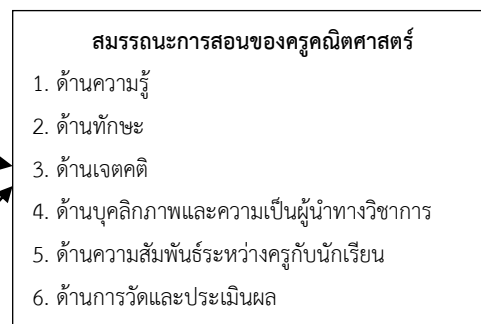 สมรรถนะการสอนของครูคณิตศาสตร์
1. ด้านความรู้
2. ด้านทักษะ
3. ด้านเจตคติ
4. ด้านบุคลิกภาพและความเป็นผู้นำทางวิชาการ
5. ด้านความสัมพันธ์ระหว่างครูกับนักเรียน
6. ด้านการวัดและประเมินผล